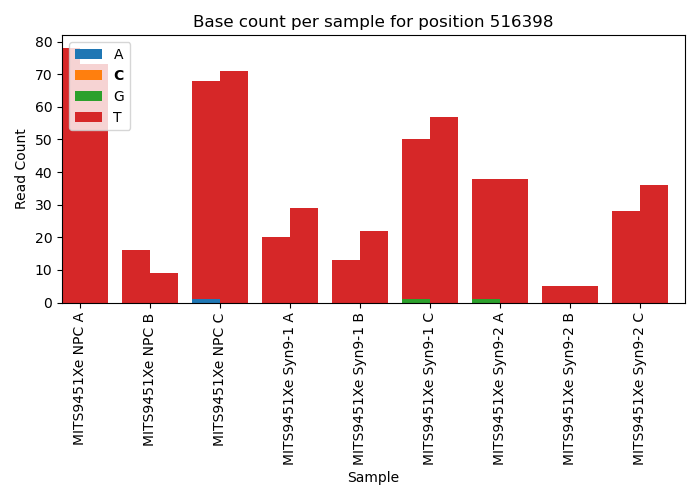 Base count per sample for position 516398
80
70
60
50
40
30
20
10
0
Read Count
A
C
G
T
MITS9451Xe NPC A
MITS9451Xe NPC B
MITS9451Xe NPC C
MITS9451Xe Syn9-1 A
MITS9451Xe Syn9-1 B
MITS9451Xe Syn9-1 C
MITS9451Xe Syn9-2 A
MITS9451Xe Syn9-2 B
MITS9451Xe Syn9-2 C
Sample